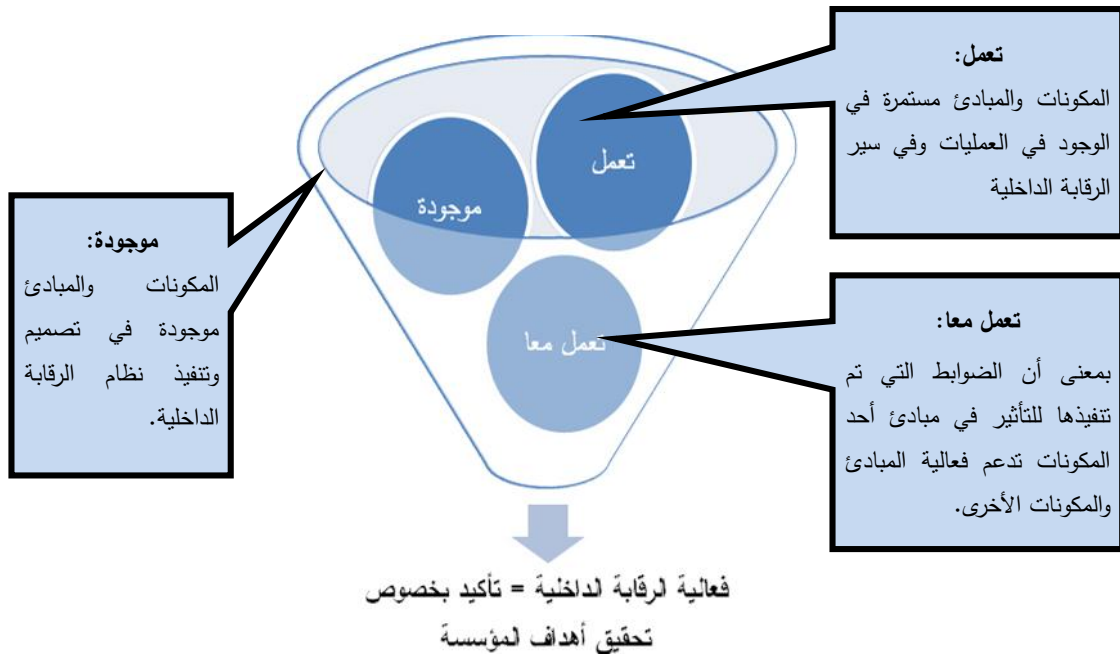 تعمل:
المكونات والمبادئ مستمرة في
الوجود في العمليات وفي سير
الرقابة الداخلية
تعمل
موجودة
موجودة:
المكونات والمبادئ
موجودة في تصميم
وتنفيذ نظام الرقابة
الداخلية.
تعمل معا
تعمل معا:
بمعنى أن الضوابط التي تم
تنفيذها للتأثير في مبادئ أحد
المكونات تدعم فعالية المبادئ
والمكونات الأخرى.
فعالية الرقابة الداخلية = تأكيد بخصوص
تحقيق أهداف المؤسسة